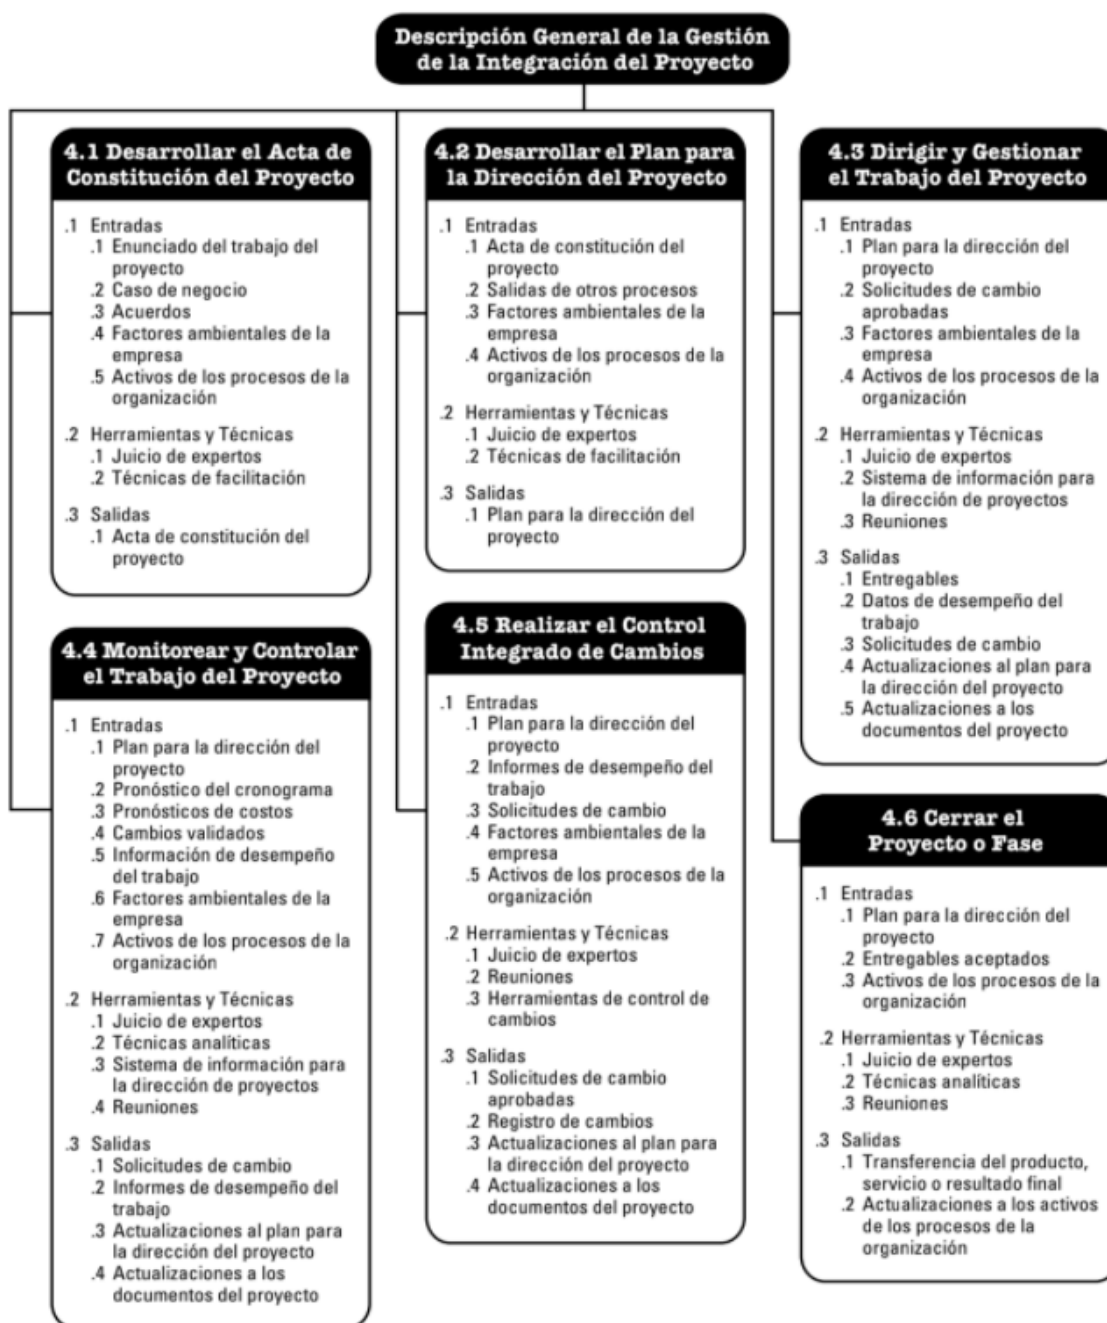 Descripción General de la Gestión
de la Integración del Proyecto
4.1 Desarrollar el Acta de
Constitución del Proyecto
.1 Entradas
.1 Enunciado del trabajo del
proyecto
.2 Caso de negocio
.3 Acuerdos
.4 Factores ambientales de la
empresa
.5 Activos de los procesos de la
organización
.2 Herramientas y Técnicas
.1 Juicio de expertos
.2 Técnicas de facilitación
.3 Salidas
.1 Acta de constitución del
proyecto
4.2 Desarrollar el Plan para
la Dirección del Proyecto
.1 Entradas
.1 Acta de constitución del
proyecto
.2 Salidas de otros procesos
.3 Factores ambientales de la
empresa
.4 Activos de los procesos de la
organización
.2 Herramientas y Técnicas
.1 Juicio de expertos
.2 Técnicas de facilitación
.3 Salidas
.1 Plan para la dirección del
proyecto
4.3 Dirigir y Gestionar
el Trabajo del Proyecto
.1 Entradas
.1 Plan para la dirección del
proyecto
.2 Solicitudes de cambio
aprobadas
.3 Factores ambientales de la
empresa
.4 Activos de los procesos de la
organización
.2 Herramientas y Técnicas
.1 Juicio de expertos
.2 Sistema de información para
la dirección de proyectos
.3 Reuniones
.3 Salidas
.1 Entregables
.2 Datos de desempeño del
trabajo
.3 Solicitudes de cambio
.4 Actualizaciones al plan para
la dirección del proyecto
.5 Actualizaciones a los
documentos del proyecto
4.4 Monitorear y Controlar
el Trabajo del Proyecto
.1 Entradas
.1 Plan para la dirección del
proyecto
.2 Pronóstico del cronograma
.3 Pronósticos de costos
.4 Cambios validados
.5 Información de desempeño
del trabajo
.6 Factores ambientales de la
empresa
.7 Activos de los procesos de la
organización
.2 Herramientas y Técnicas
.1 Juicio de expertos
.2 Técnicas analíticas
.3 Sistema de información para
la dirección de proyectos
.4 Reuniones
.3 Salidas
.1 Solicitudes de cambio
.2 Informes de desempeño del
trabajo
.3 Actualizaciones al plan para
la dirección del proyecto
.4 Actualizaciones a los
documentos del proyecto
4.5 Realizar el Control
Integrado de Cambios
.1 Entradas
.1 Plan para la dirección del
proyecto
.2 Informes de desempeño del
trabajo
.3 Solicitudes de cambio
.4 Factores ambientales de la
empresa
.5 Activos de los procesos de la
organización
.2 Herramientas y Técnicas
.1 Juicio de expertos
.2 Reuniones
.3 Herramientas de control de
cambios
.3 Salidas
.1 Solicitudes de cambio
aprobadas
.2 Registro de cambios
.3 Actualizaciones al plan para
la dirección del proyecto
.4 Actualizaciones a los
documentos del proyecto
4.6 Cerrar el
Proyecto o Fase
.1 Entradas
.1 Plan para la dirección del
proyecto
.2 Entregables aceptados
.3 Activos de los procesos de la
organización
.2 Herramientas y Técnicas
.1 Juicio de expertos
.2 Técnicas analíticas
.3 Reuniones
.3 Salidas
.1 Transferencia del producto,
servicio o resultado final
.2 Actualizaciones a los activos
de los procesos de la
organización